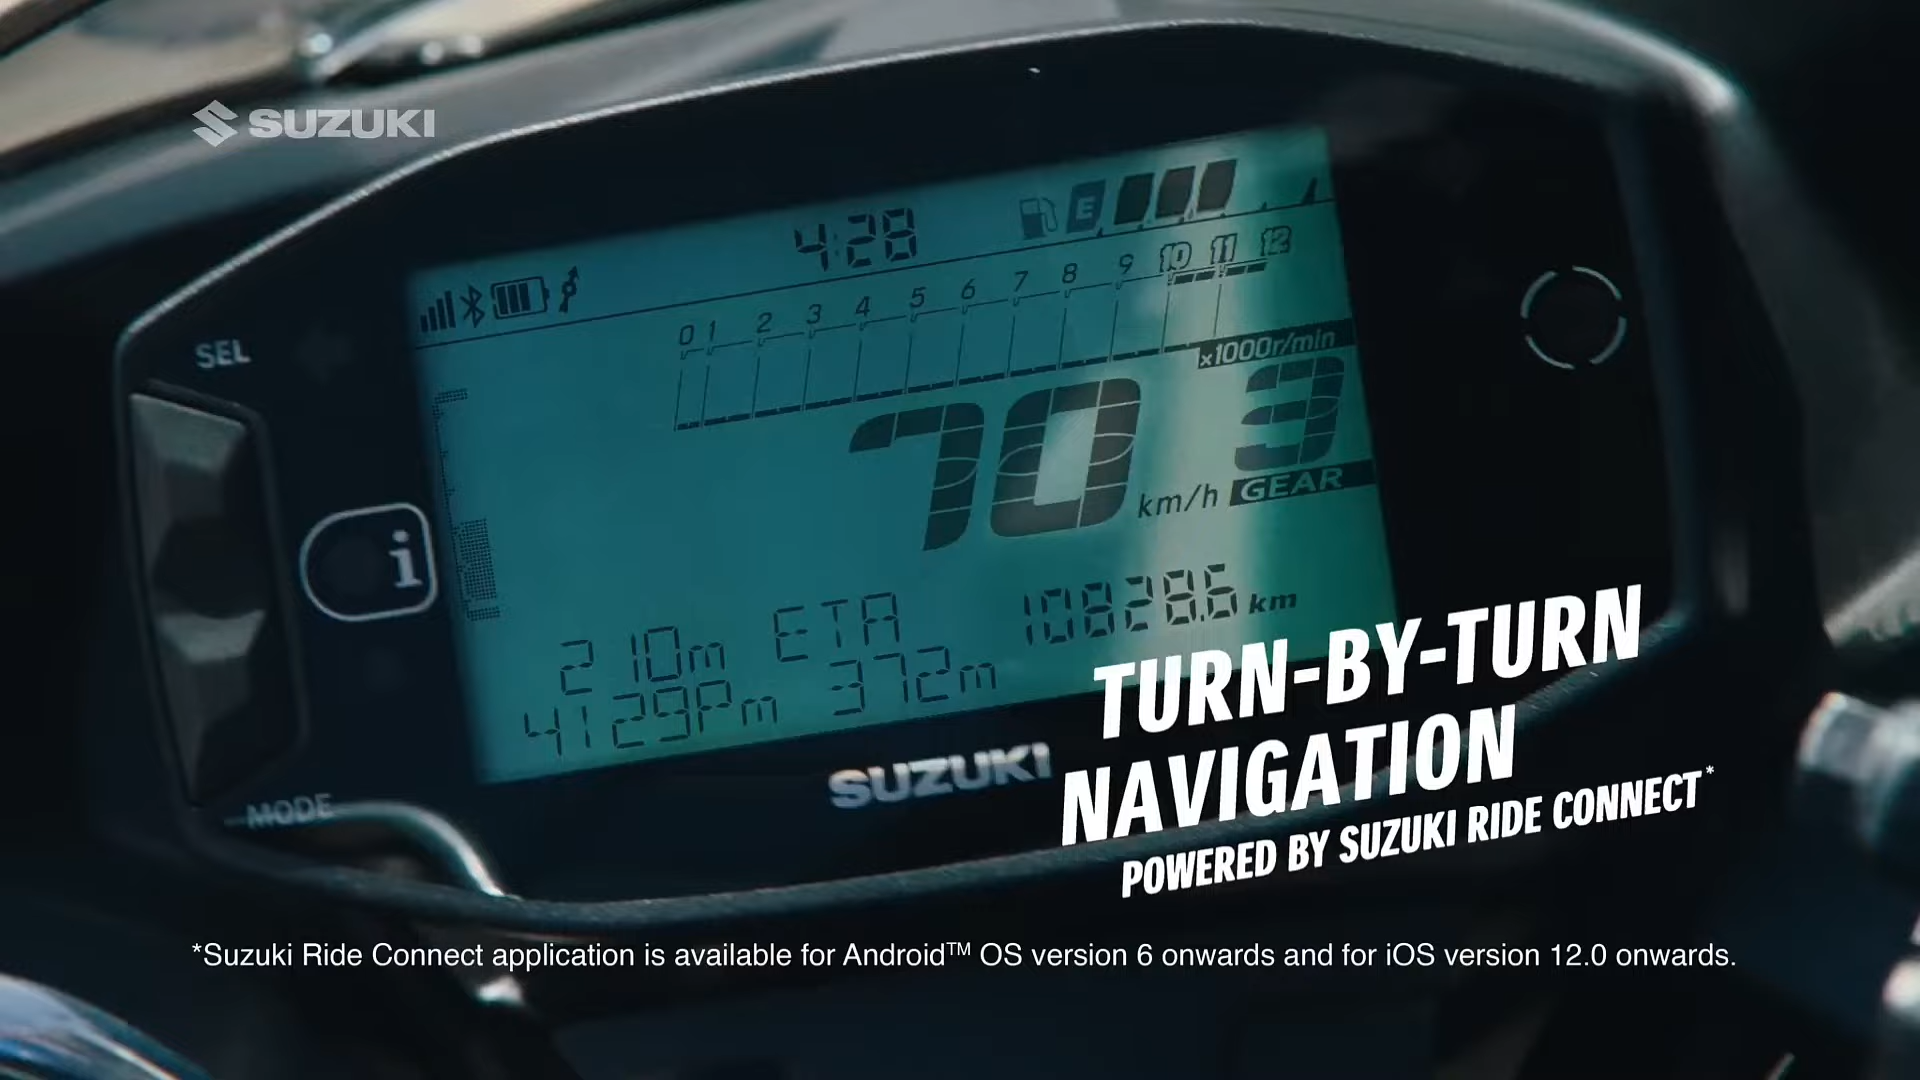 SUZUKI
4:28
E
0 1 2 3 4 5 6 7 8 9 10 11 12
x1000r/min
SEL
70 km/h
3
GEAR
i
210m ETA
10828.6 km
4129Pm 372m
MODE
SUZUKI
TURN-BY-TURN
NAVIGATION
POWERED BY SUZUKI RIDE CONNECT*
*Suzuki Ride Connect application is available for Android™ OS version 6 onwards and for iOS version 12.0 onwards.